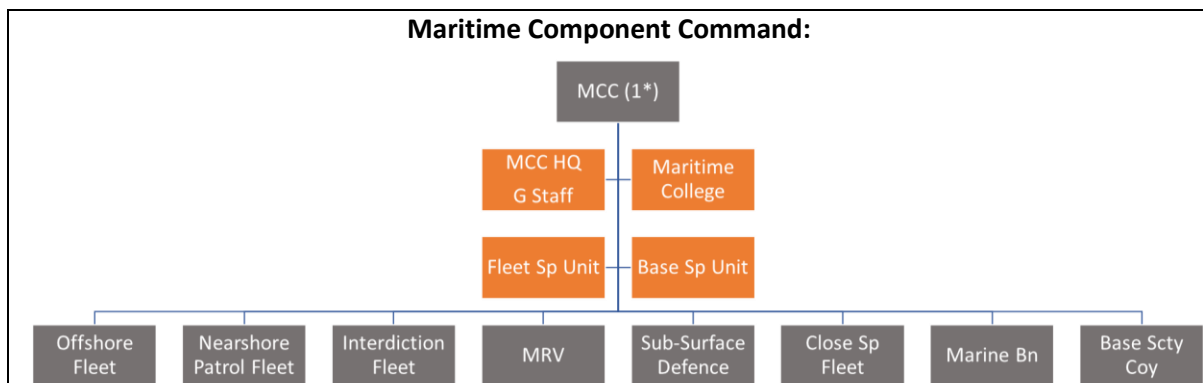 Maritime Component Command:
MCC (1*)
MCC HQ
G Staff
Maritime
College
Fleet Sp Unit
Base Sp Unit
Offshore
Fleet
Nearshore
Patrol Fleet
Interdiction
Fleet
MRV
Sub-Surface
Defence
Close Sp
Fleet
Marine Bn
Base Scty
Coy